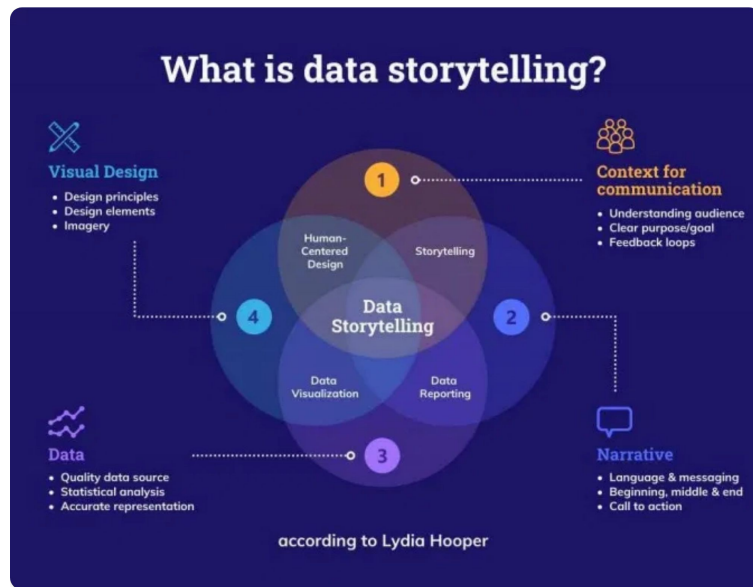 What is data storytelling?
Visual Design
• Design principles
• Design elements
• Imagery
Context for
communication
• Understanding audience
• Clear purpose/goal
• Feedback loops
1
Human-
Centered
Design
Storytelling
4
Data
Storytelling
2
Data
Visualization
Data
Reporting
3
Data
• Quality data source
• Statistical analysis
• Accurate representation
Narrative
• Language & messaging
• Beginning, middle & end
• Call to action
according to Lydia Hooper